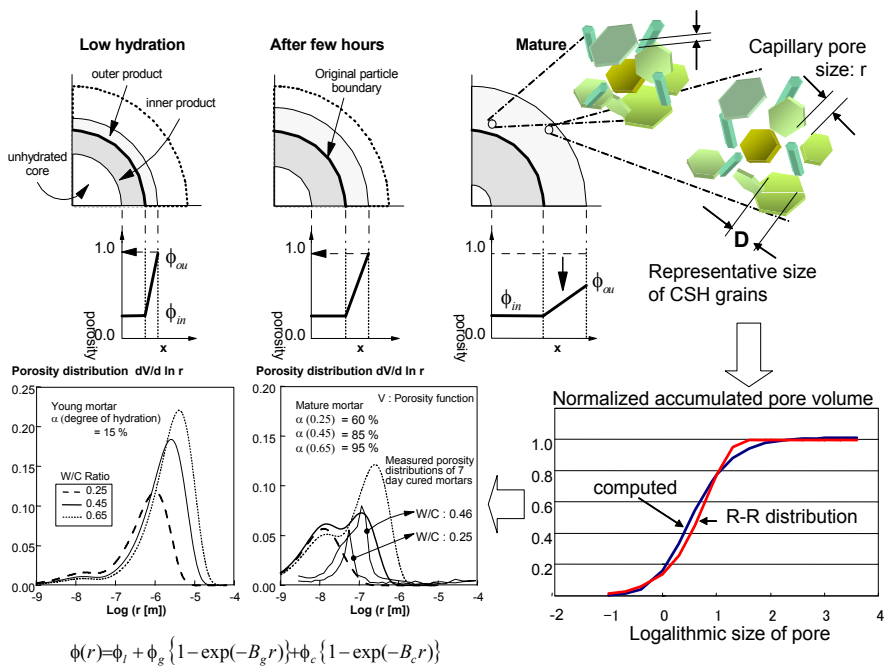 Low hydration
After few hours
Mature
outer product
inner product
unhydrated
core
Original particle
boundary
Capillary pore
size: r
D
Representative size
of CSH grains
1.0
ϕou
ϕin
0.0
porosity
x
1.0
0.0
porosity
x
1.0
ϕin
ϕou
0.0
porosity
x
Porosity distribution dV/d ln r
0.25
0.20
0.15
0.10
0.05
0.00
Young mortar
α (degree of hydration)
= 15 %
W/C Ratio
0.25
0.45
0.65
-9 -8 -7 -6 -5 -4
Log (r [m])
Porosity distribution dV/d ln r
0.20
0.15
0.10
0.05
0.00
V : Porosity function
Mature mortar
α (0.25) = 60 %
α (0.45) = 85 %
α (0.65) = 95 %
Measured porosity
distributions of 7
day cured mortars
W/C : 0.46
W/C : 0.25
-9 -8 -7 -6 -5 -4
Log (r [m])
Normalized accumulated pore volume
1.0
0.8
0.6
0.4
0.2
computed
R-R distribution
-2 -1 0 1 2 3 4
Logalithmic size of pore
ϕ(r)=ϕl + ϕg {1−exp(−Bgr)}+ϕc {1−exp(−Bcr)}